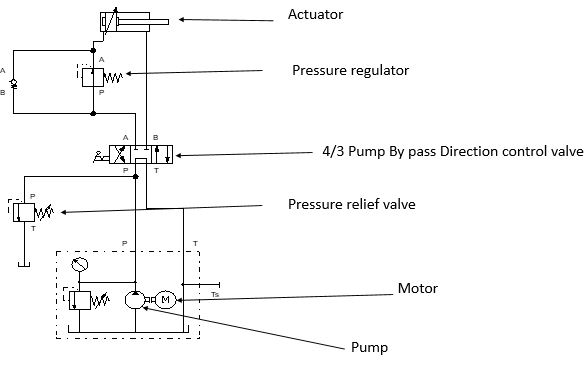 Actuator
A
Pressure regulator
A
B
P
A B
4/3 Pump By pass Direction control valve
P T
P
Pressure relief valve
T
P T
Motor
Ts
M
Pump